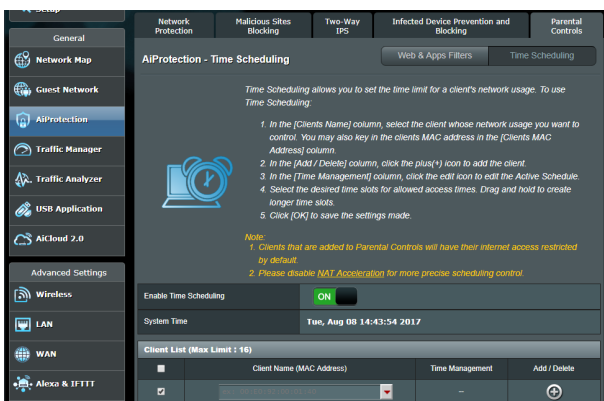 Setup
General
Network Map
Guest Network
AiProtection
Traffic Manager
Traffic Analyzer
USB Application
AiCloud 2.0
Advanced Settings
Wireless
LAN
WAN
Alexa & IFTTT
Network
Protection
Malicious Sites
Blocking
Two-Way
IPS
Infected Device Prevention and
Blocking
Parental
Controls
AiProtection - Time Scheduling
Web & Apps Filters
Time Scheduling
Time Scheduling allows you to set the time limit for a client's network usage. To use
Time Scheduling:
1. In the [Clients Name] column, select the client whose network usage you want to
control. You may also key in the clients MAC address in the [Clients MAC
Address] column.
2. In the [Add / Delete] column, click the plus(+) icon to add the client.
3. In the [Time Management] column, click the edit icon to edit the Active Schedule.
4. Select the desired time slots for allowed access times. Drag and hold to create
longer time slots.
5. Click [OK] to save the settings made.
Note:
1. Clients that are added to Parental Controls will have their internet access restricted
by default.
2. Please disable NAT Acceleration for more precise scheduling control.
Enable Time Scheduling
ON
System Time
Tue, Aug 08 14:43:54 2017
Client List (Max Limit : 16)
Client Name (MAC Address)
Time Management
Add / Delete
–